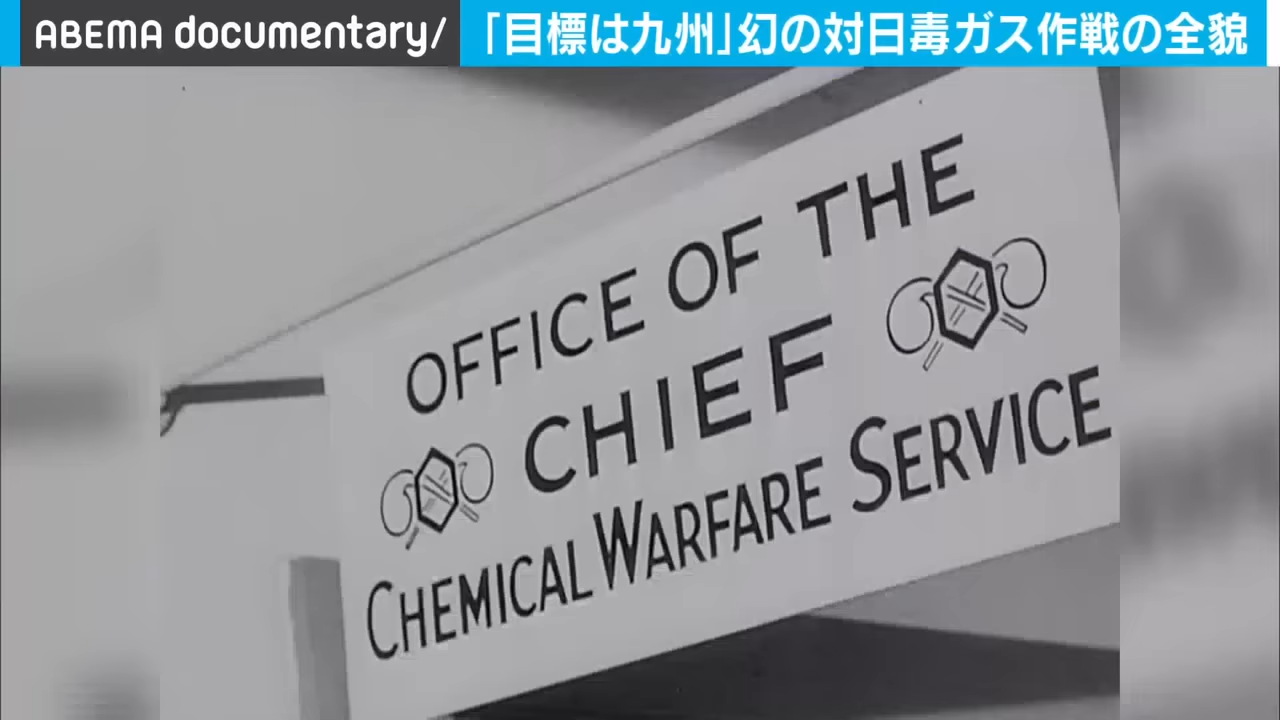 ABEMA documentary/
「目標は九州」幻の対日毒ガス作戦の全貌
OFFICE OF THE
CHIEF
CHEMICAL WARFARE SERVICE